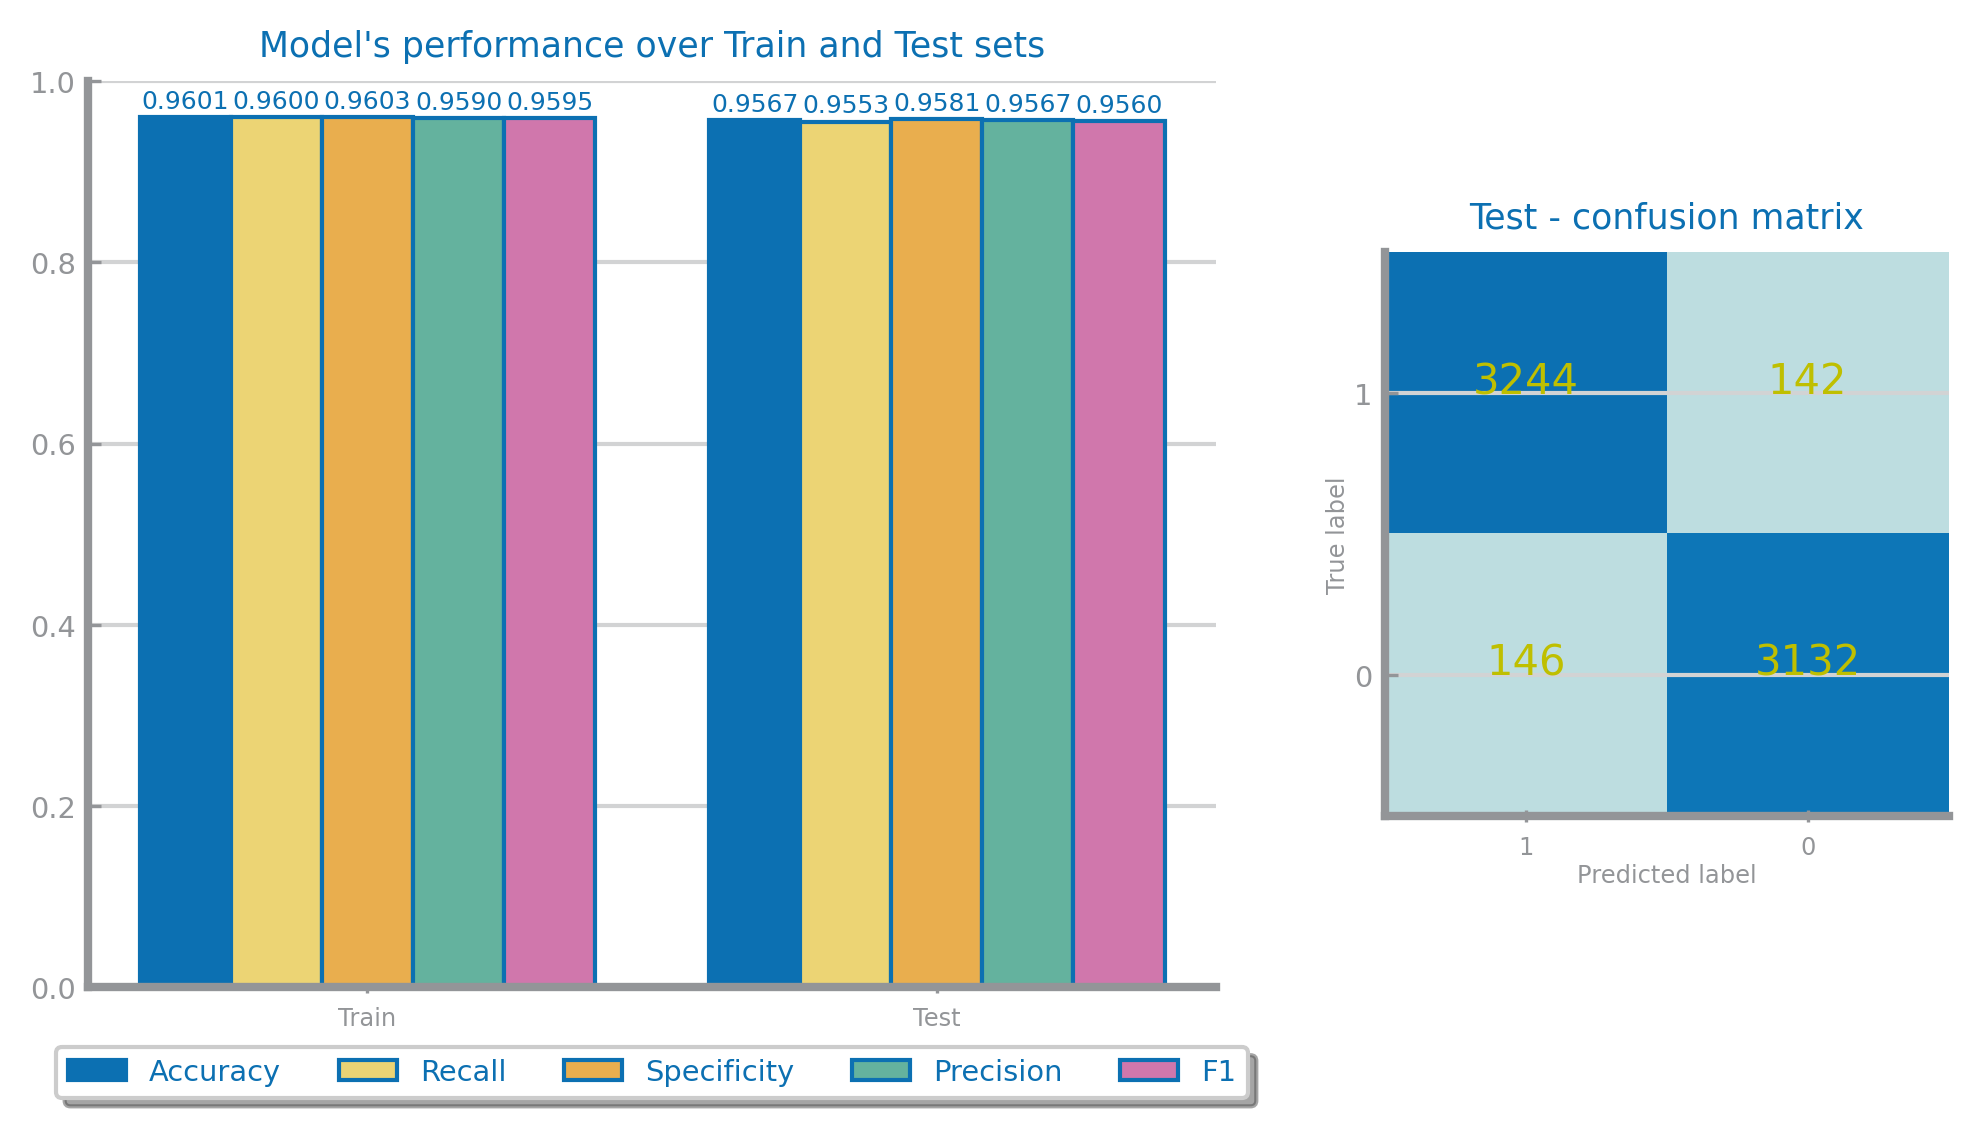 Model's performance over Train and Test sets
1.0
0.9601 0.9600 0.9603 0.9590 0.9595 0.9567 0.9553 0.9581 0.9567 0.9560
0.8
0.6
0.4
0.2
0.0
Train Test
Accuracy Recall Specificity Precision F1
Test - confusion matrix
3244 142
1
True label
146 3132
0
1 0
Predicted label